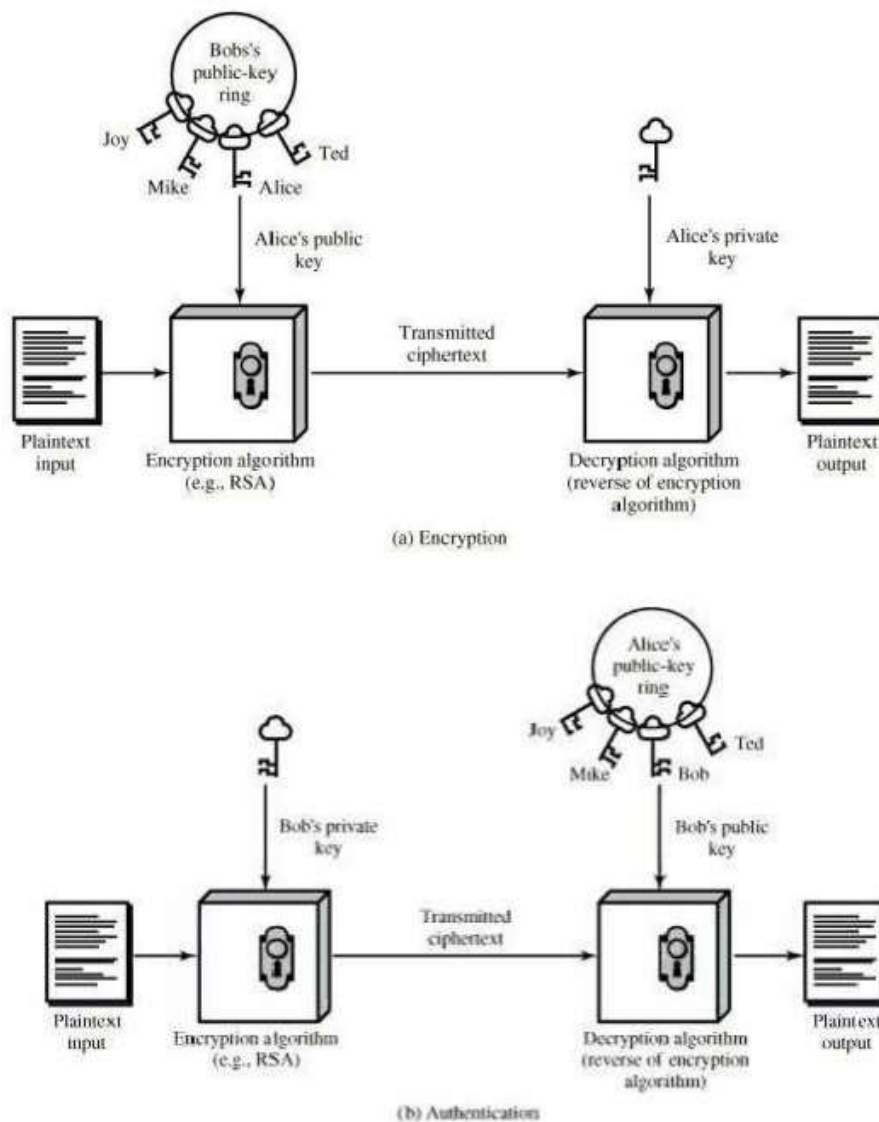 Bobs's
public-key
ring
Joy
Ted
Mike
Alice
Alice's public
key
Alice's private
key
Transmitted
ciphertext
Plaintext
input
Encryption algorithm
(e.g., RSA)
Decryption algorithm
(reverse of encryption
algorithm)
Plaintext
output
(a) Encryption
Alice's
public-key
ring
Joy
Ted
Mike
Bob
Bob's private
key
Bob's public
key
Transmitted
ciphertext
Plaintext
input
Encryption algorithm
(e.g., RSA)
Decryption algorithm
(reverse of encryption
algorithm)
Plaintext
output
(b) Authentication